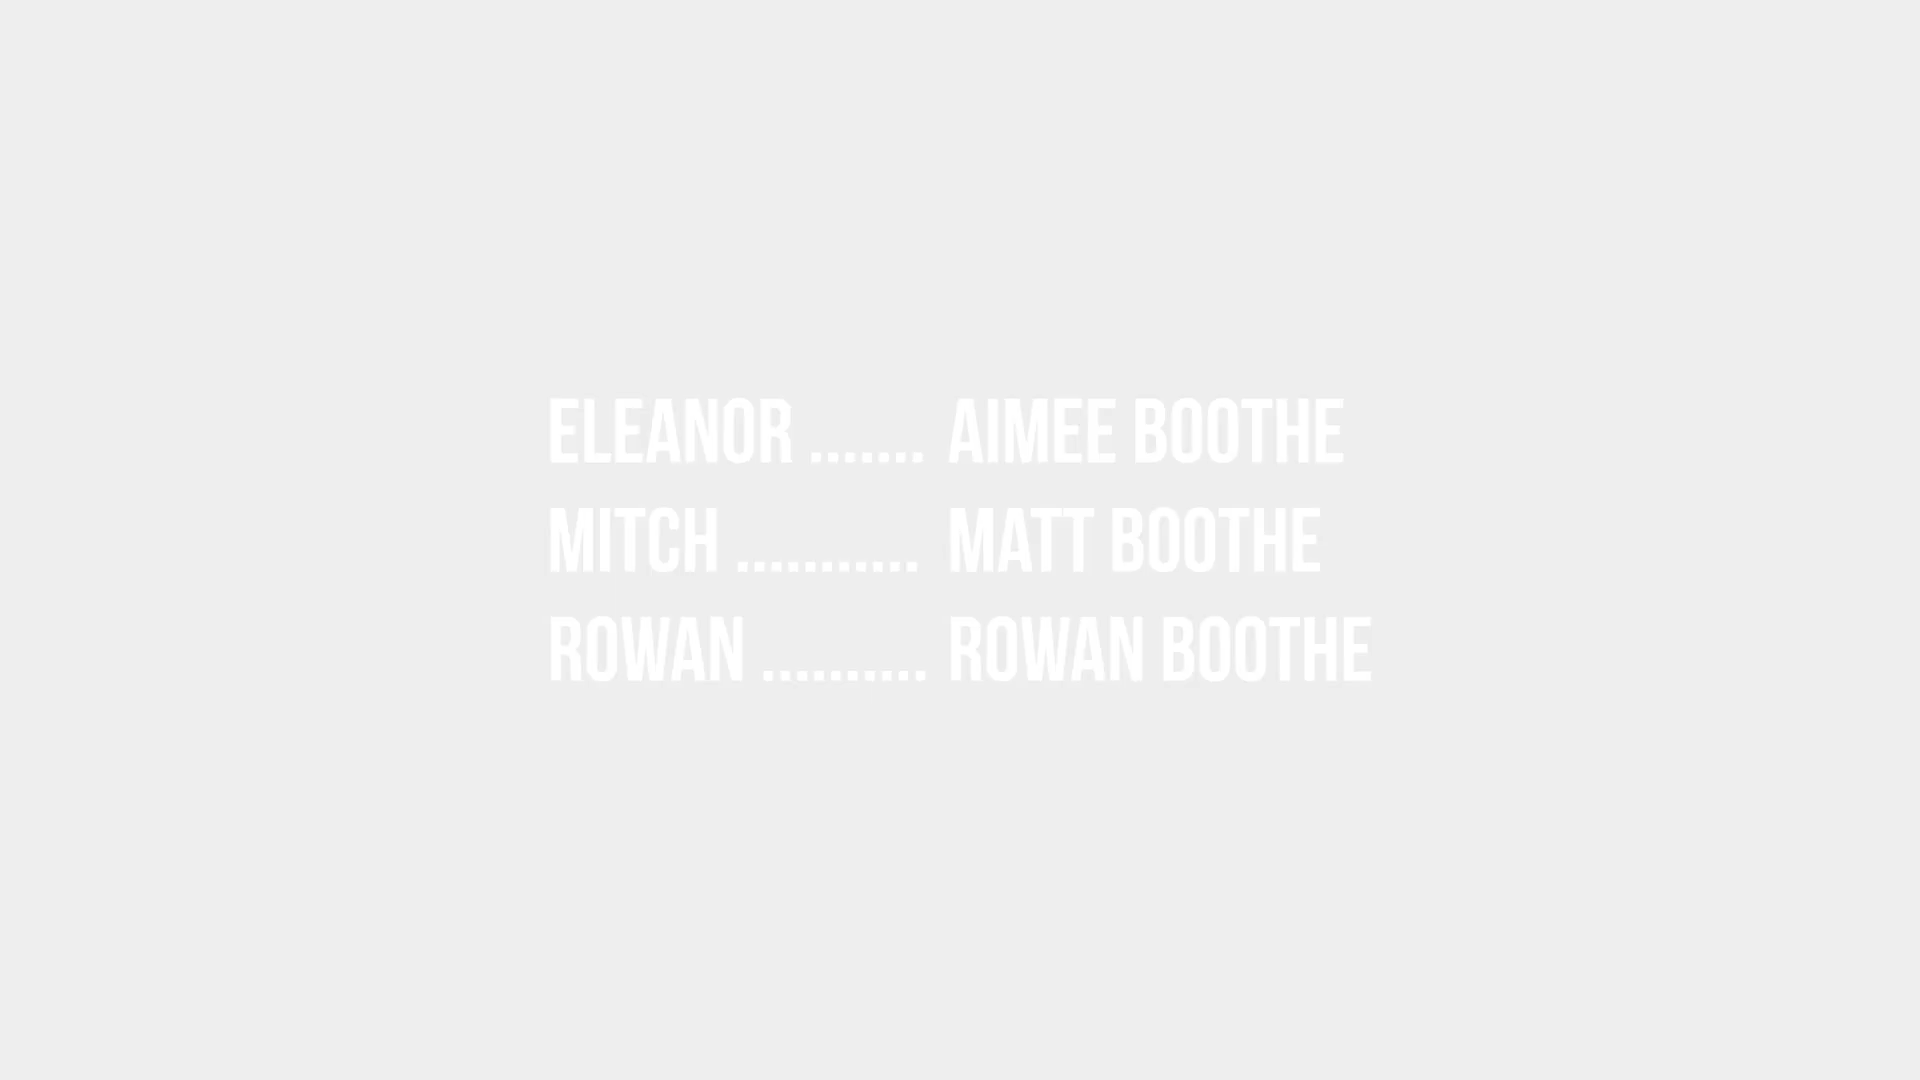 ELEANOR ....... AIMEE BOOTHE
MITCH ........... MATT BOOTHE
ROWAN .......... ROWAN BOOTHE